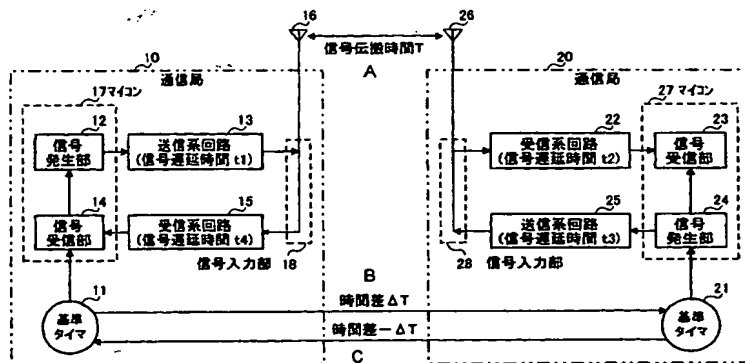 16
26
信号伝搬時間T
10
A
20
通信局
通信局
17 マイコン
27 マイコン
12
13
22
23
信号
発生部
送信系回路
(信号遅延時間 t1)
受信系回路
(信号遅延時間 t2)
信号
受信部
14
15
25
24
信号
受信部
受信系回路
(信号遅延時間 t4)
送信系回路
(信号遅延時間 t3)
信号
発生部
18
28
信号入力部
B
信号入力部
11
時間差ΔT
21
基準
タイマ
時間差-ΔT
基準
タイマ
C